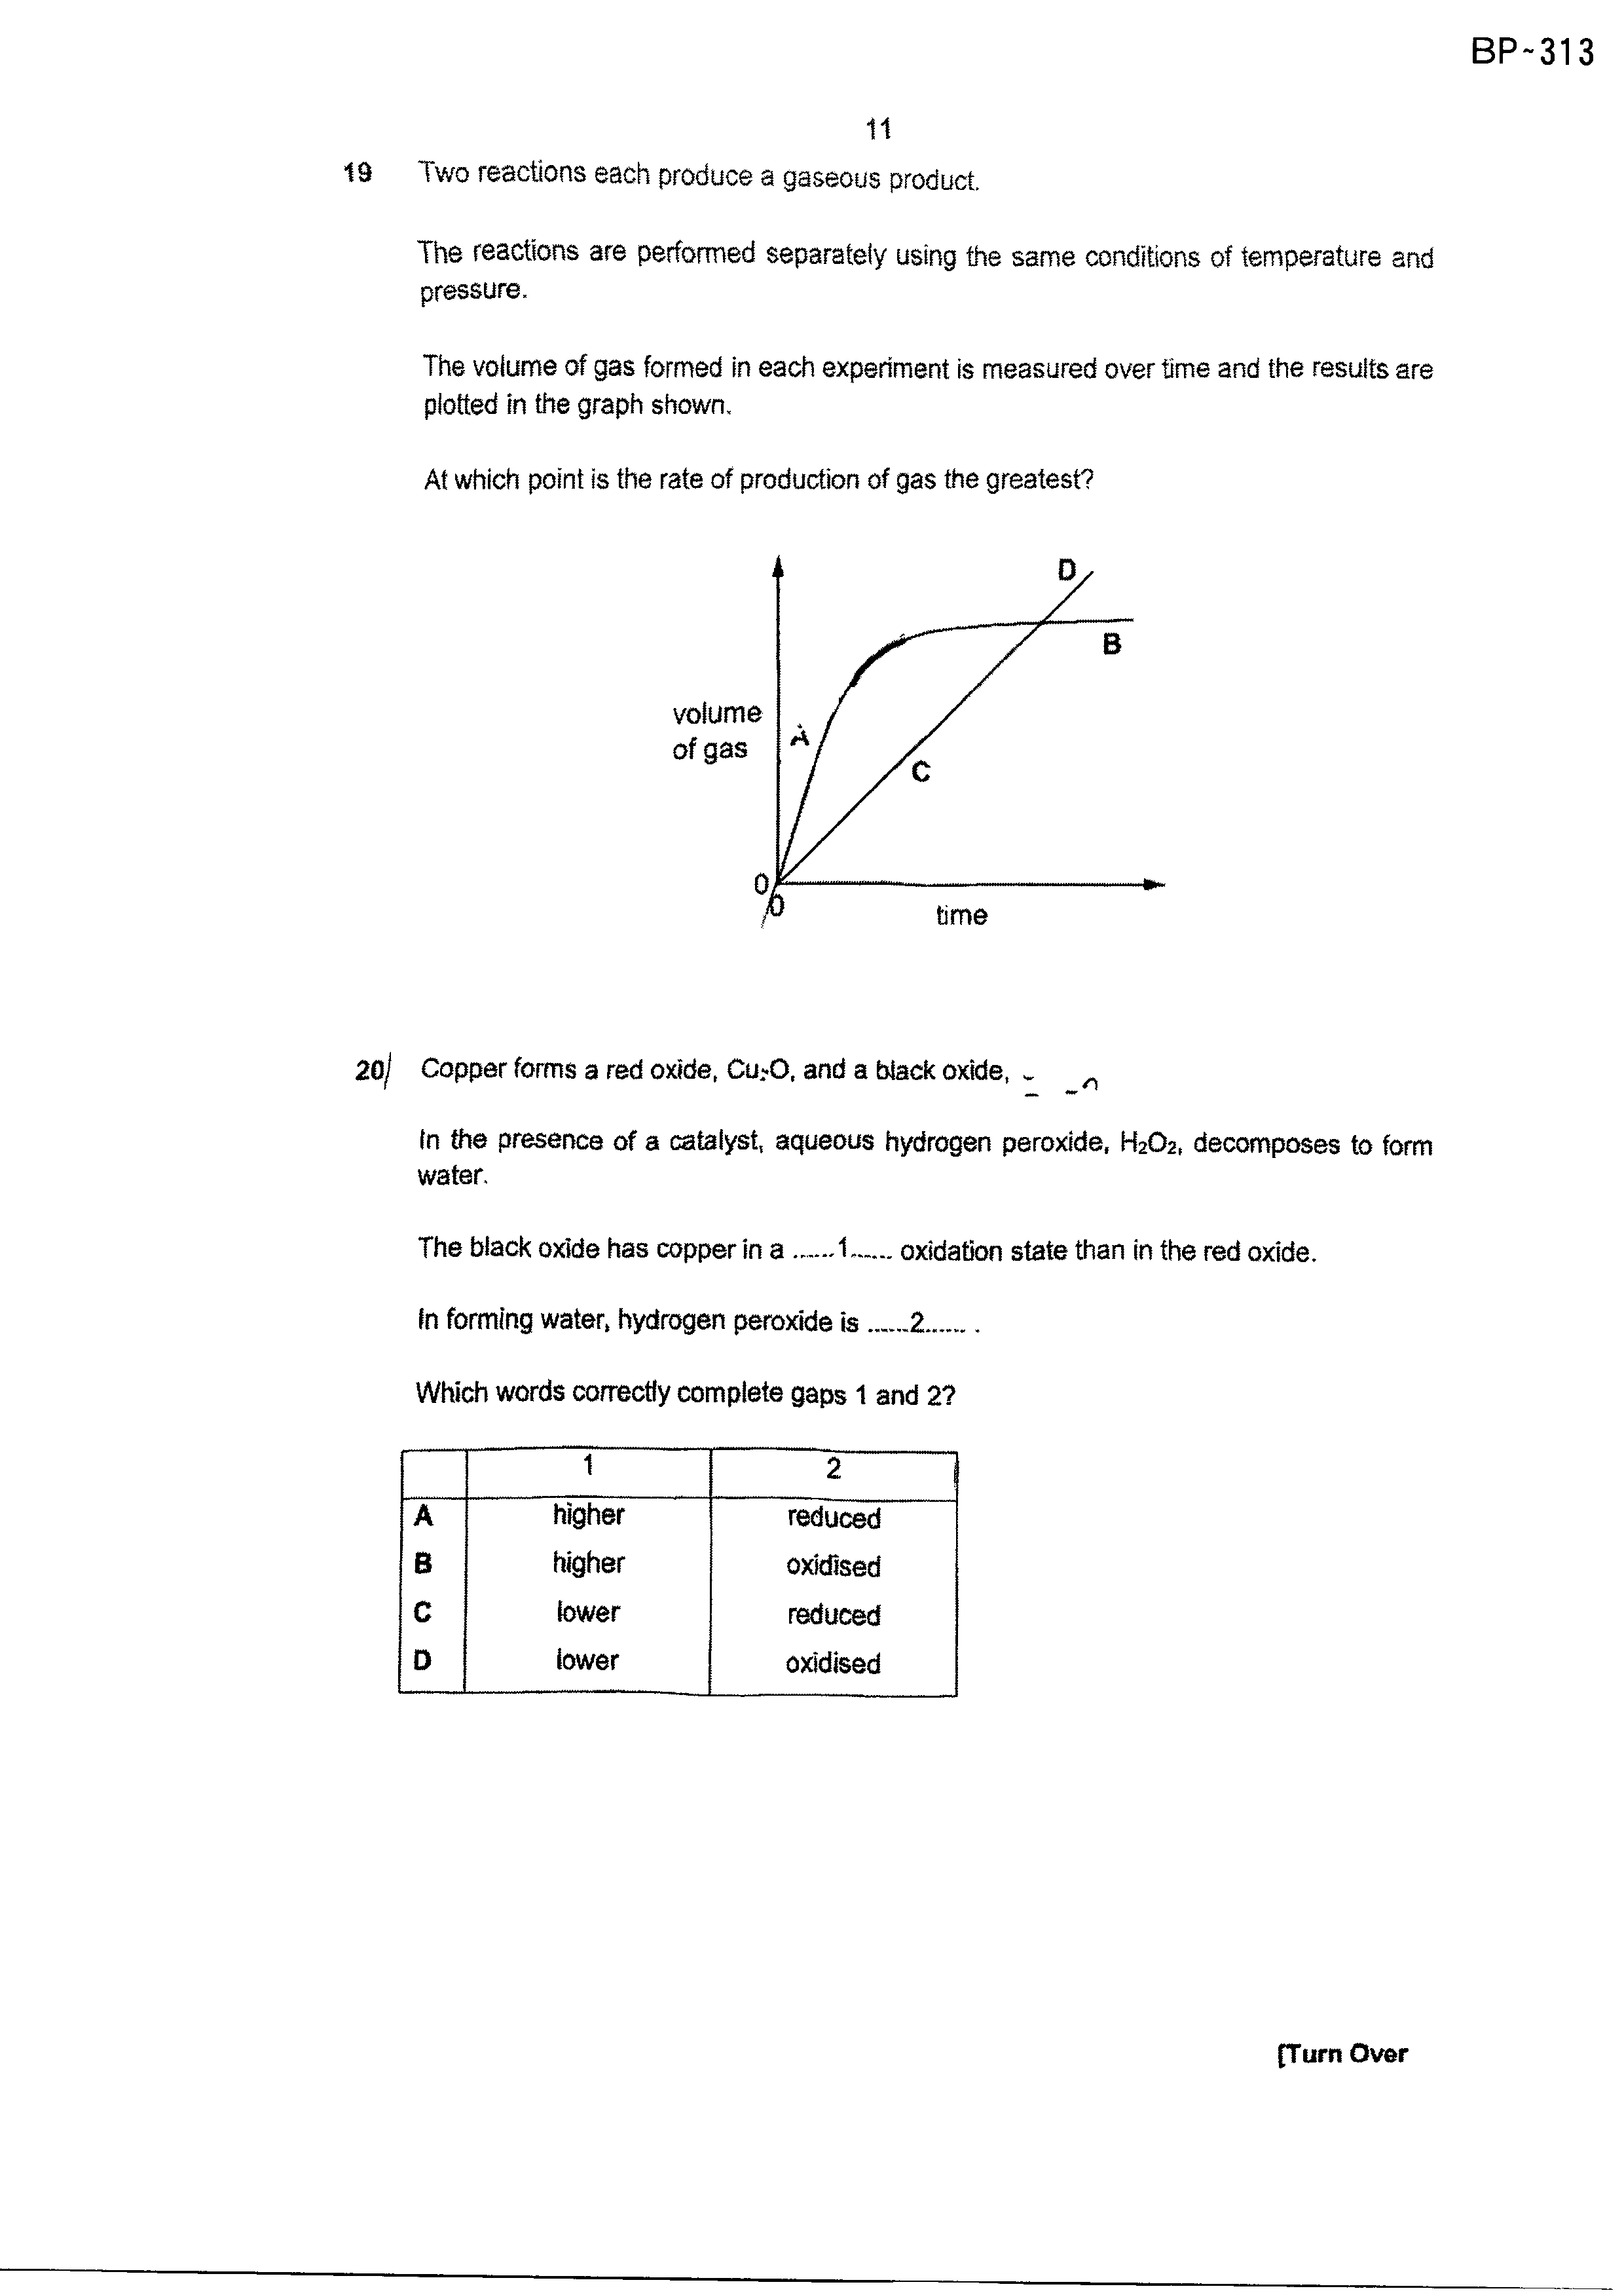 BP-313
11
19 Two reactions each produce a gaseous product.
The reactions are performed separately using the same conditions of temperature and
pressure.
The volume of gas formed in each experiment is measured over time and the results are
plotted in the graph shown.
At which point is the rate of production of gas the greatest?
D
B
volume
of gas
A
C
0
0
time
20 Copper forms a red oxide, Cu₂O, and a black oxide,
In the presence of a catalyst, aqueous hydrogen peroxide, H₂O₂, decomposes to form
water.
The black oxide has copper in a ......1...... oxidation state than in the red oxide.
In forming water, hydrogen peroxide is ......2...... .
Which words correctly complete gaps 1 and 2?
1 2
A higher reduced
B higher oxidised
C lower reduced
D lower oxidised
[Turn Over